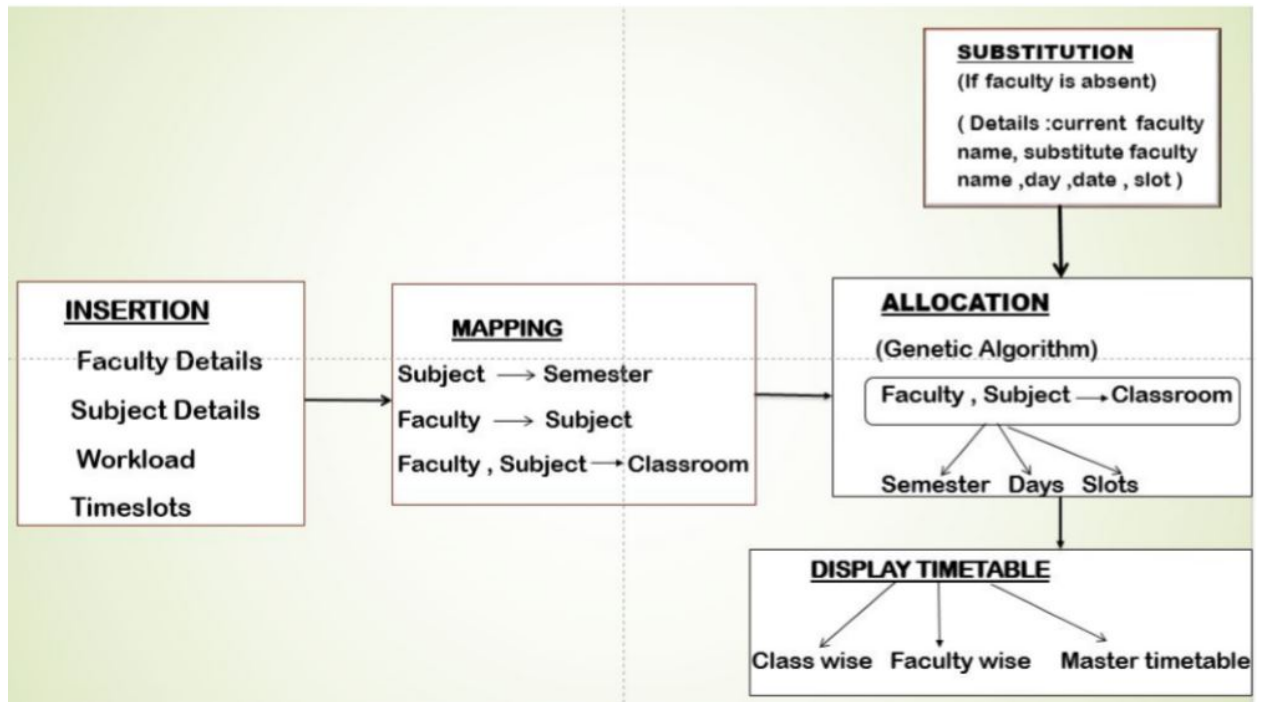 SUBSTITUTION
(If faculty is absent)
( Details :current faculty
name, substitute faculty
name ,day ,date , slot )
INSERTION
Faculty Details
Subject Details
Workload
Timeslots
MAPPING
Subject → Semester
Faculty → Subject
Faculty , Subject → Classroom
ALLOCATION
(Genetic Algorithm)
Faculty , Subject → Classroom
Semester Days Slots
DISPLAY TIMETABLE
Class wise Faculty wise Master timetable